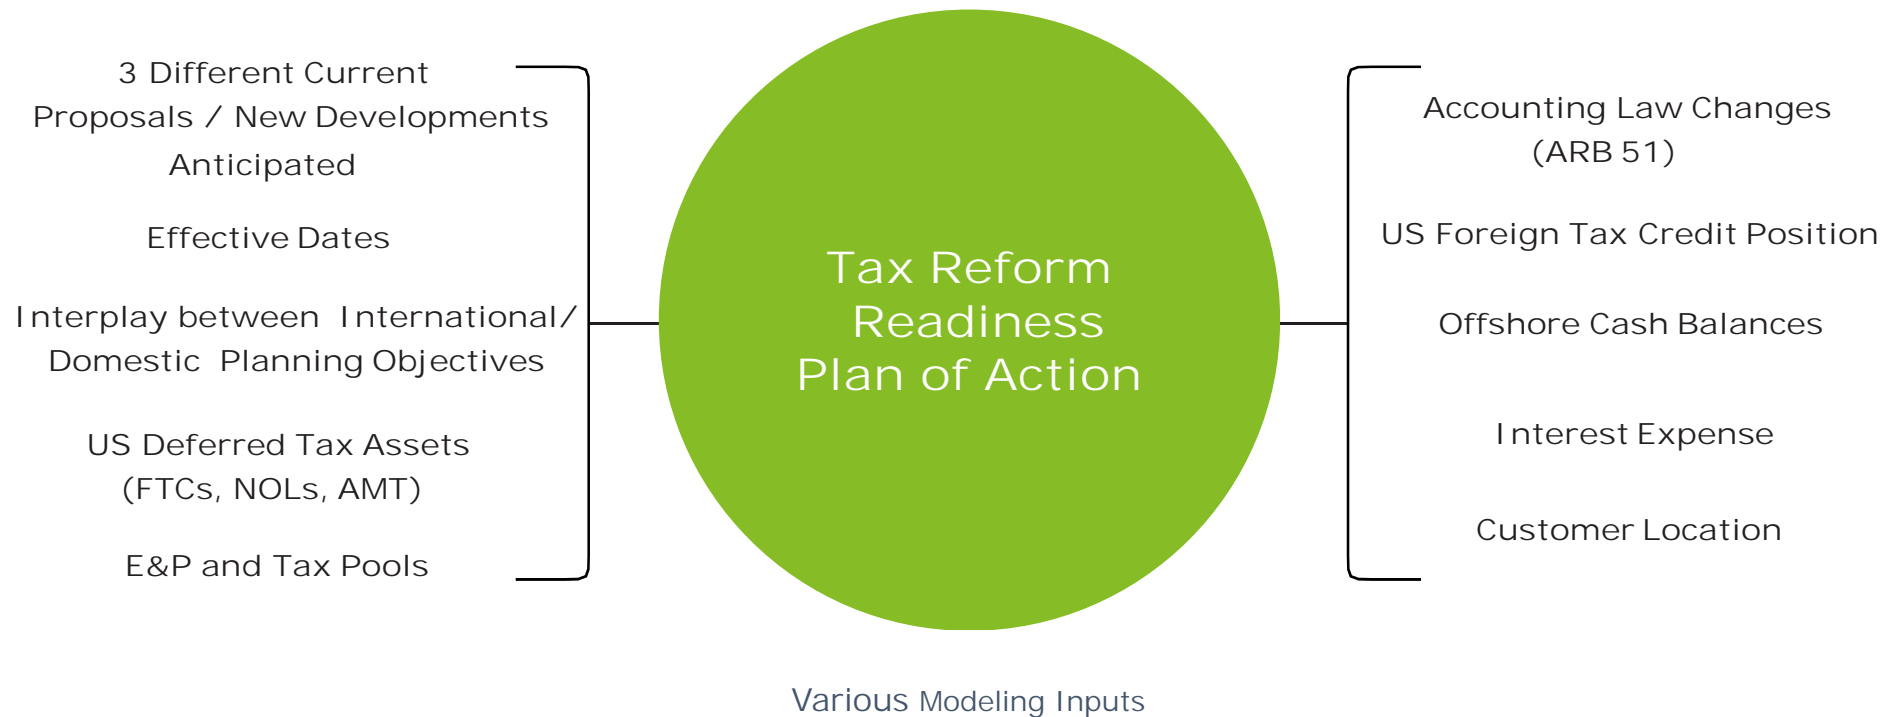 3 Different Current
Proposals / New Developments
Anticipated
Effective Dates
Interplay between International/
Domestic Planning Objectives
US Deferred Tax Assets
(FTCs, NOLs, AMT)
E&P and Tax Pools
Tax Reform
Readiness
Plan of Action
Accounting Law Changes
(ARB 51)
US Foreign Tax Credit Position
Offshore Cash Balances
Interest Expense
Customer Location
Various Modeling Inputs